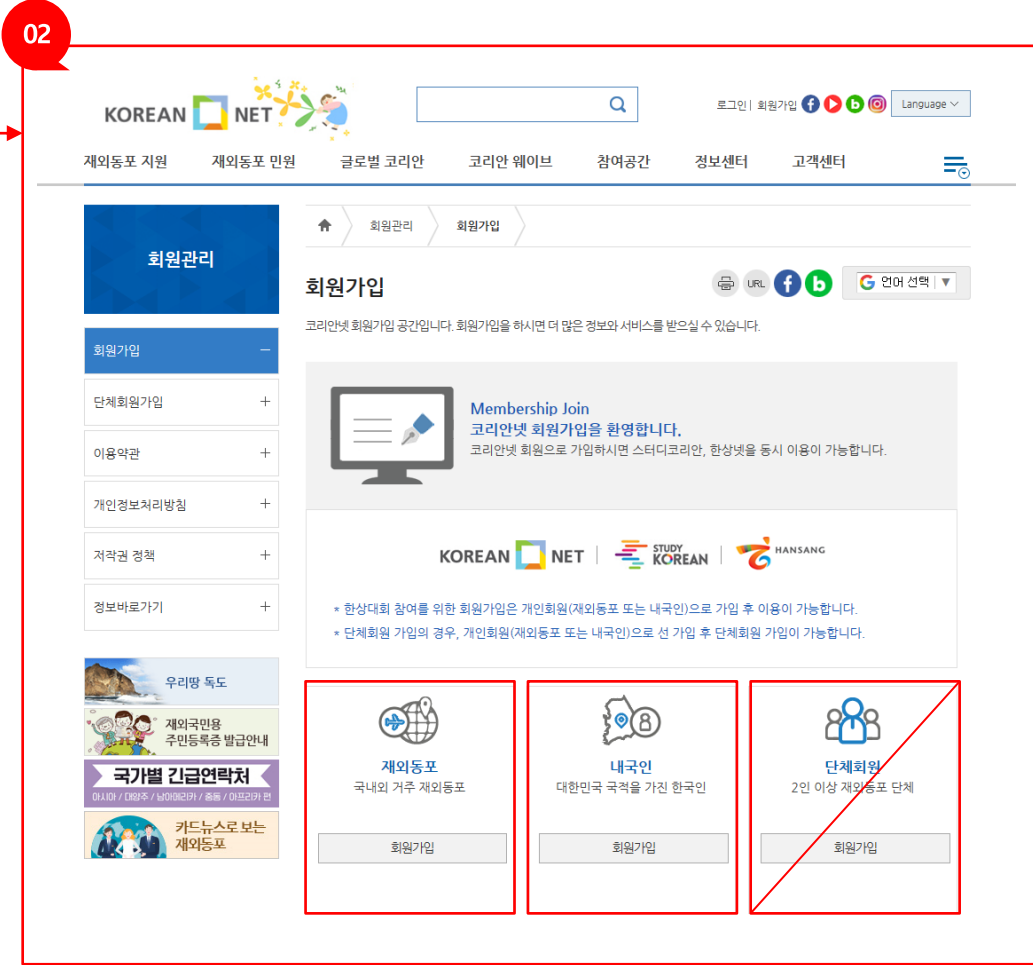 02
KOREAN NET
로그인 | 회원가입 Language
재외동포 지원 재외동포 민원 글로벌 코리안 코리안 웨이브 참여공간 정보센터 고객센터
회원관리
회원관리 회원가입
회원가입
URL
언어 선택 | ▼
코리안넷 회원가입 공간입니다. 회원가입을 하시면 더 많은 정보와 서비스를 받으실 수 있습니다.
회원가입 −
단체회원가입 +
이용약관 +
개인정보처리방침 +
저작권 정책 +
정보바로가기 +
우리땅 독도
재외국민용
주민등록증 발급안내
국가별 긴급연락처
아시아 / 대양주 / 남아메리카 / 중동 / 아프리카 편
카드뉴스로 보는
재외동포
Membership Join
코리안넷 회원가입을 환영합니다.
코리안넷 회원으로 가입하시면 스터디코리안, 한상넷을 동시 이용이 가능합니다.
KOREAN NET | STUDY KOREAN | HANSANG
* 한상대회 참여를 위한 회원가입은 개인회원(재외동포 또는 내국인)으로 가입 후 이용이 가능합니다.
* 단체회원 가입의 경우, 개인회원(재외동포 또는 내국인)으로 선 가입 후 단체회원 가입이 가능합니다.
재외동포
국내외 거주 재외동포
회원가입
내국인
대한민국 국적을 가진 한국인
회원가입
단체회원
2인 이상 재외동포 단체
회원가입